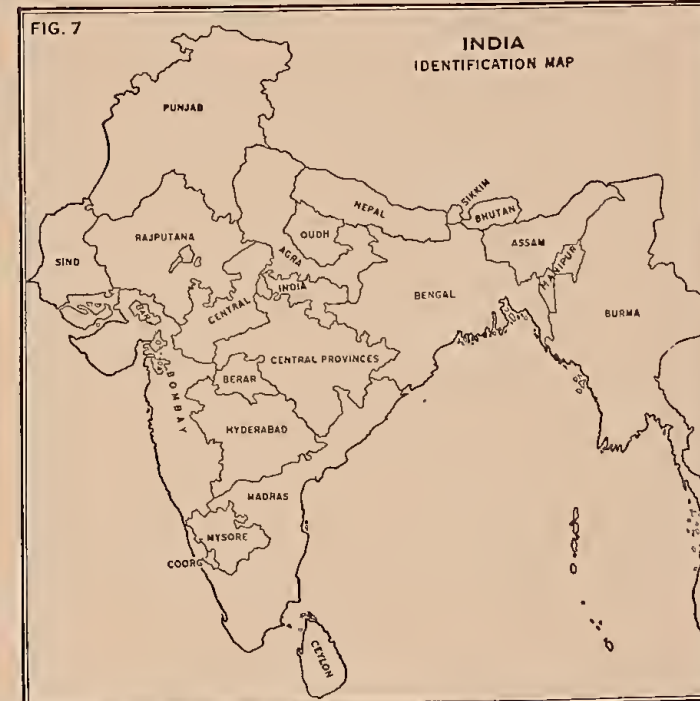 FIG. 7
INDIA
IDENTIFICATION MAP
PUNJAB
NEPAL
SIKKIM
BHUTAN
RAJPUTANA
OUDH
ASSAM
SIND
AGRA
MANIPUR
INDIA
BENGAL
CENTRAL
BAR
BURMA
CENTRAL PROVINCES
BOMBAY
BERAR
HYDERABAD
MADRAS
MYSORE
COORG
CEYLON